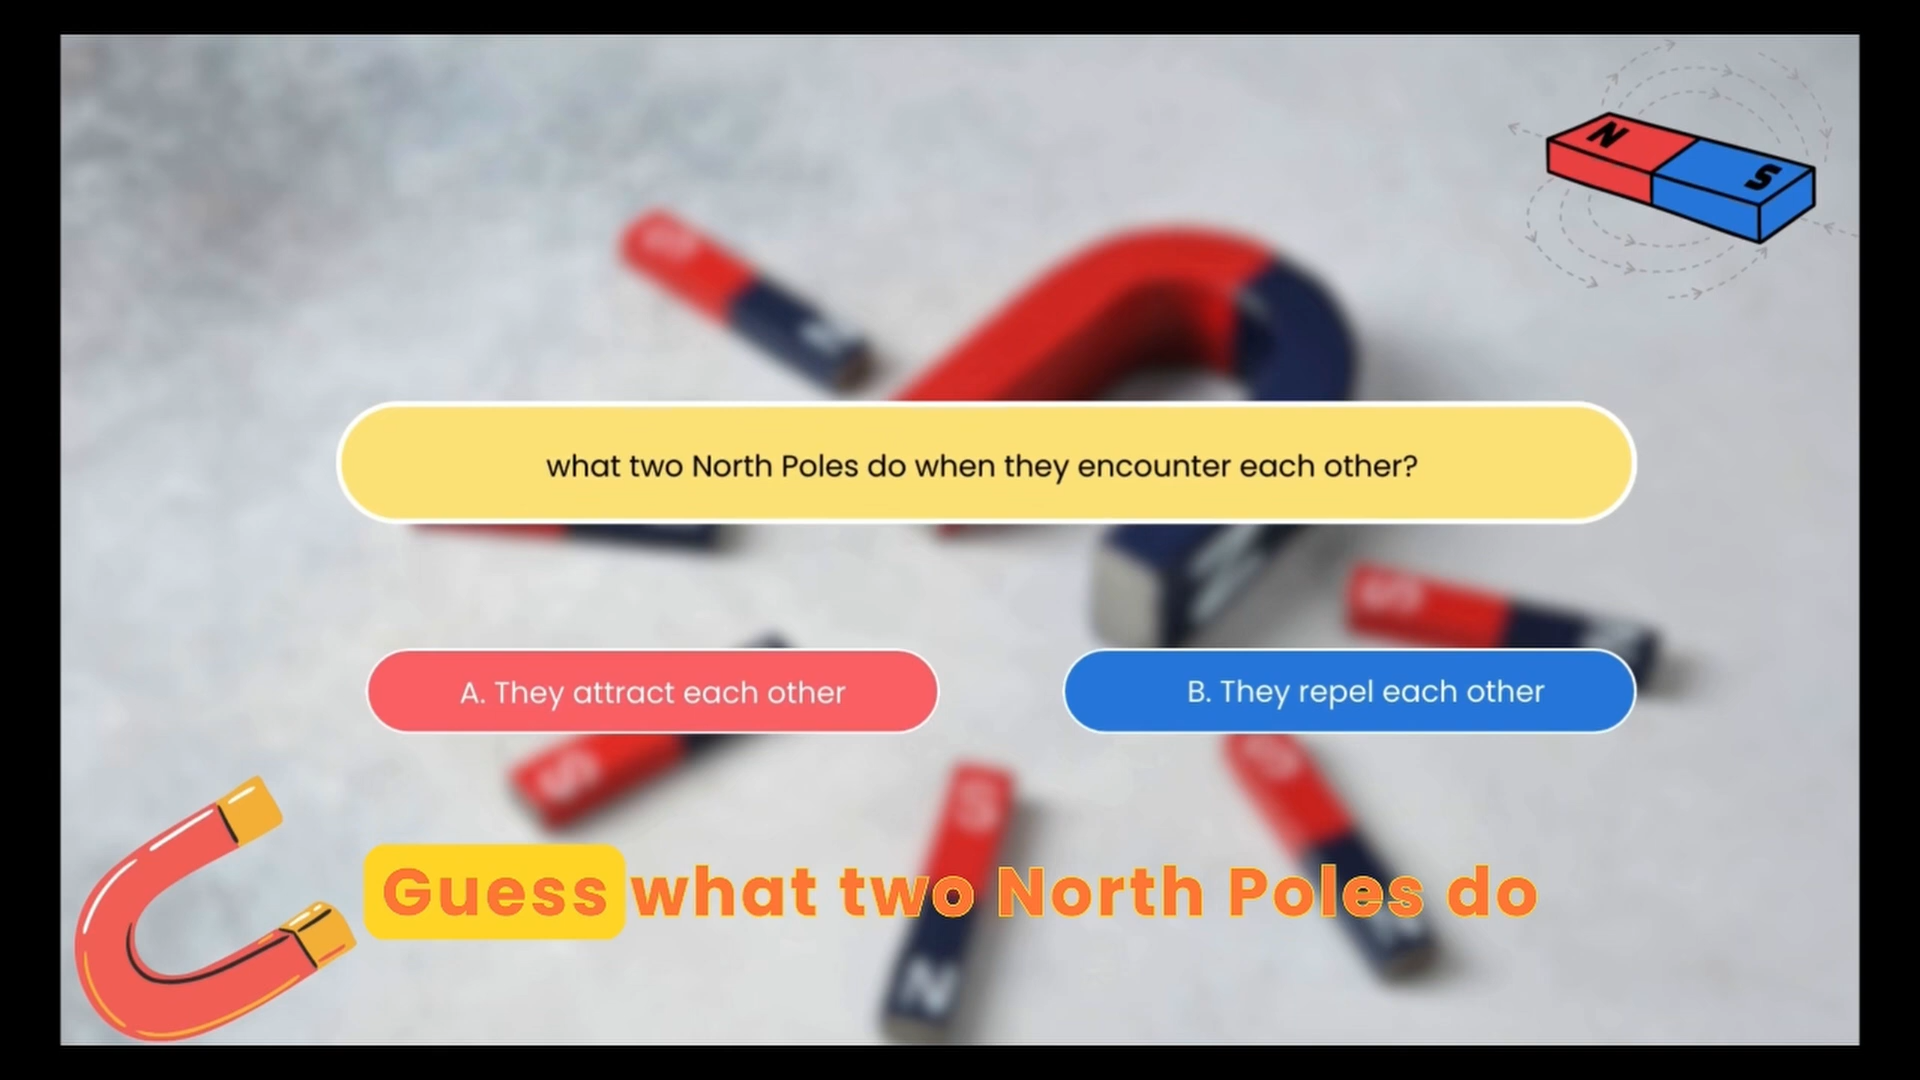 N
S
S
N
what two North Poles do when they encounter each other?
N
S
N
A. They attract each other
B. They repel each other
S
S
S
Guess what two North Poles do
N
N